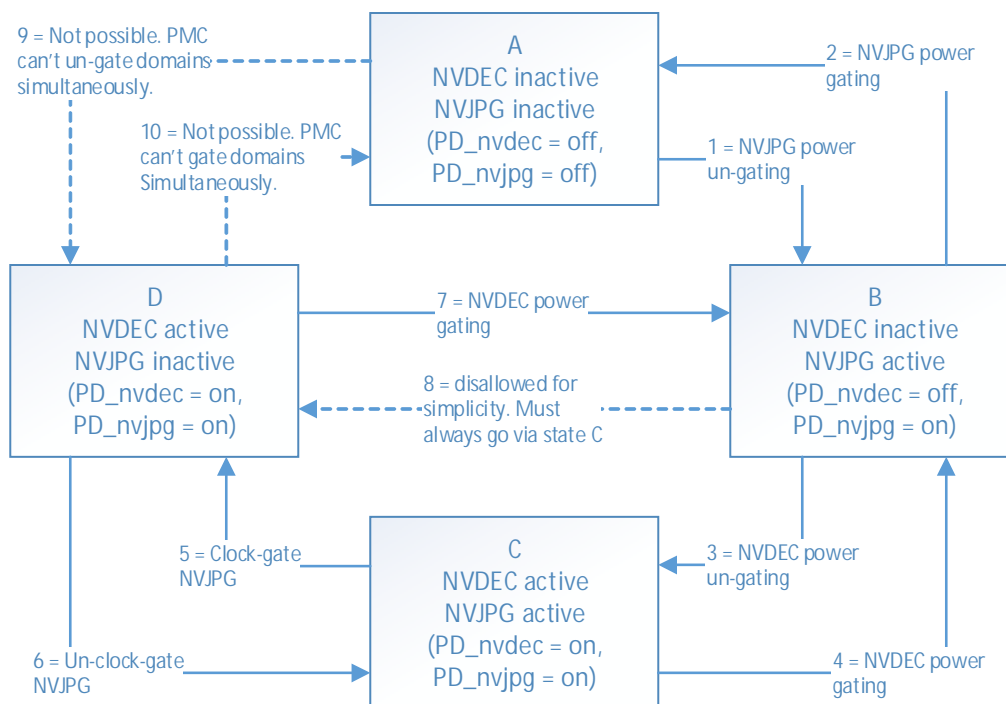 9 = Not possible. PMC
can't un-gate domains
simultaneously.
A
NVDEC inactive
NVJPG inactive
(PD_nvdec = off,
PD_nvjpg = off)
2 = NVJPG power
gating
10 = Not possible. PMC
can't gate domains
Simultaneously.
1 = NVJPG power
un-gating
D
NVDEC active
NVJPG inactive
(PD_nvdec = on,
PD_nvjpg = on)
7 = NVDEC power
gating
8 = disallowed for
simplicity. Must
always go via state C
B
NVDEC inactive
NVJPG active
(PD_nvdec = off,
PD_nvjpg = on)
5 = Clock-gate
NVJPG
C
NVDEC active
NVJPG active
(PD_nvdec = on,
PD_nvjpg = on)
3 = NVDEC power
un-gating
6 = Un-clock-gate
NVJPG
4 = NVDEC power
gating